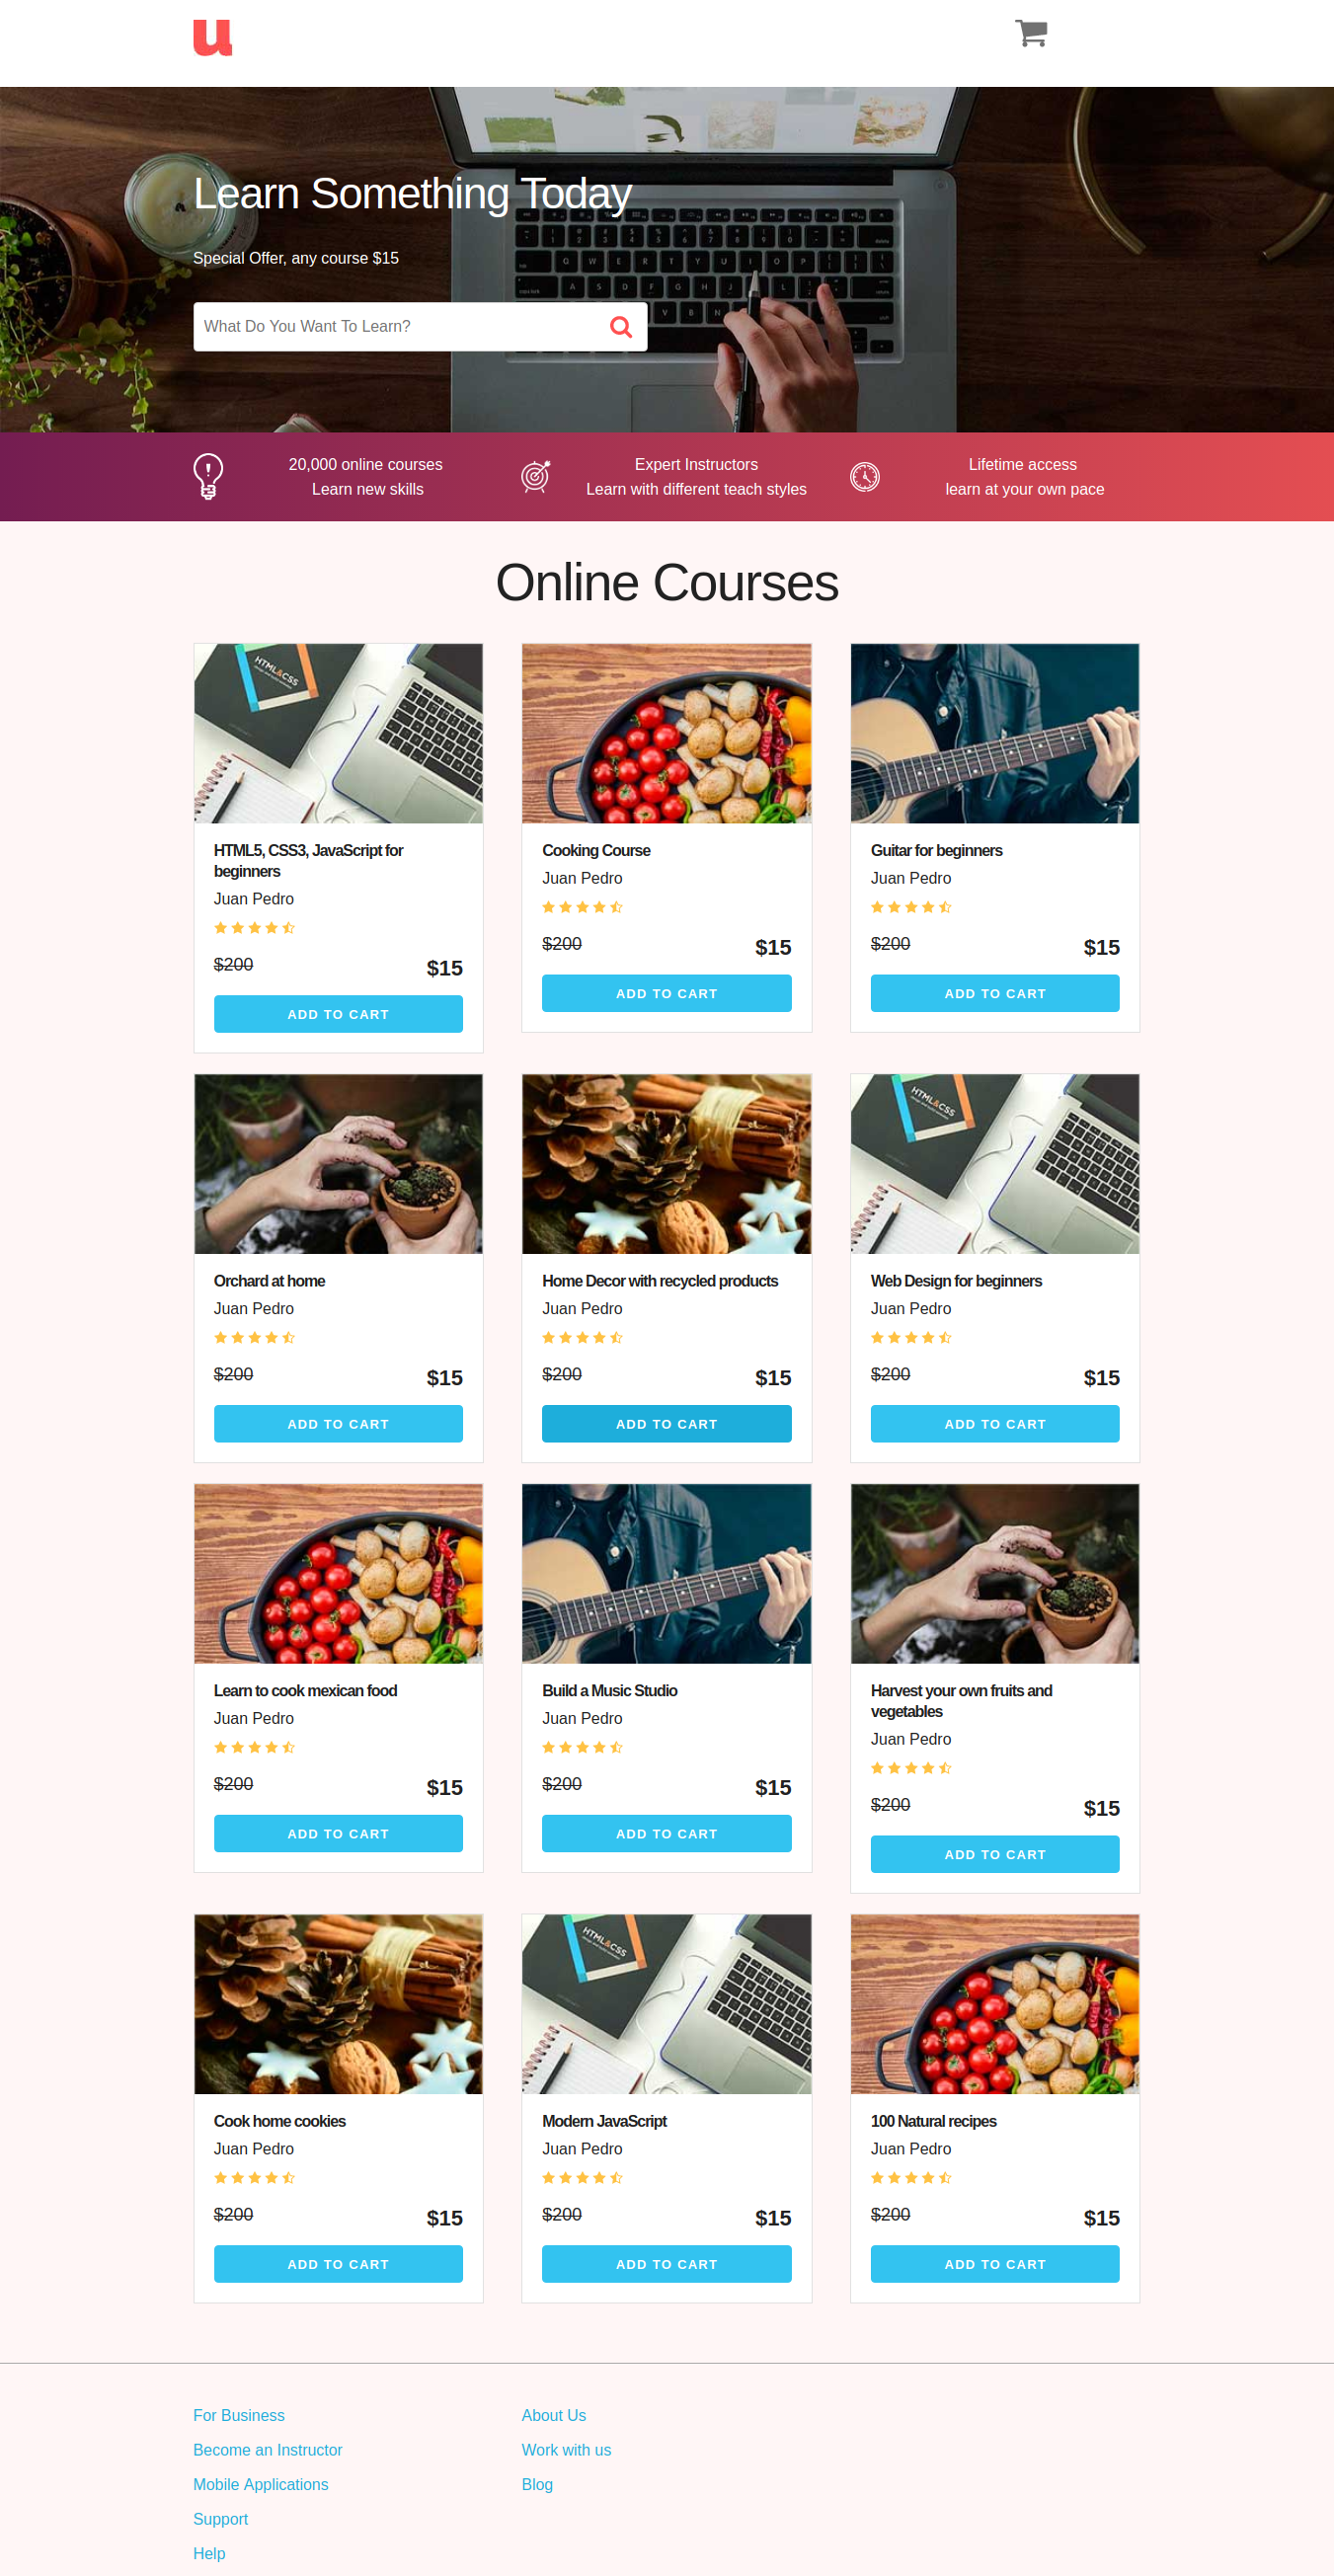 u
Learn Something Today
Special Offer, any course $15
What Do You Want To Learn?
20,000 online courses
Learn new skills
Expert Instructors
Learn with different teach styles
Lifetime access
learn at your own pace
Online Courses
HTML&CSS
HTML5, CSS3, JavaScript for
beginners
Juan Pedro
$200
$15
ADD TO CART
Cooking Course
Juan Pedro
$200
$15
ADD TO CART
Guitar for beginners
Juan Pedro
$200
$15
ADD TO CART
Orchard at home
Juan Pedro
$200
$15
ADD TO CART
Home Decor with recycled products
Juan Pedro
$200
$15
ADD TO CART
HTML&CSS
Web Design for beginners
Juan Pedro
$200
$15
ADD TO CART
Learn to cook mexican food
Juan Pedro
$200
$15
ADD TO CART
Build a Music Studio
Juan Pedro
$200
$15
ADD TO CART
Harvest your own fruits and
vegetables
Juan Pedro
$200
$15
ADD TO CART
Cook home cookies
Juan Pedro
$200
$15
ADD TO CART
HTML&CSS
Modern JavaScript
Juan Pedro
$200
$15
ADD TO CART
100 Natural recipes
Juan Pedro
$200
$15
ADD TO CART
For Business
Become an Instructor
Mobile Applications
Support
Help
About Us
Work with us
Blog